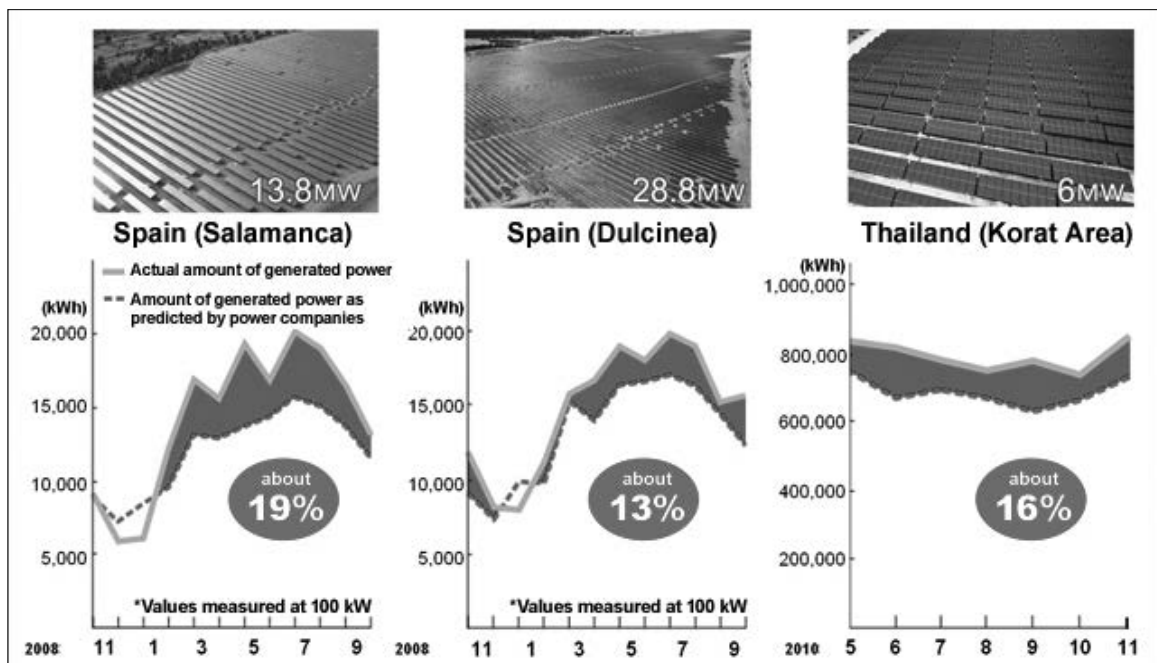 13.8MW
28.8MW
6MW
Spain (Salamanca)
Spain (Dulcinea)
Thailand (Korat Area)
Actual amount of generated power
Amount of generated power as
predicted by power companies
(kWh)
20,000
15,000
10,000
5,000
about
19%
*Values measured at 100 kW
2008
11
1
3
5
7
9
(kWh)
20,000
15,000
10,000
5,000
about
13%
*Values measured at 100 kW
2008
11
1
3
5
7
9
(kWh)
1,000,000
800,000
600,000
400,000
200,000
about
16%
2010
5
6
7
8
9
10
11